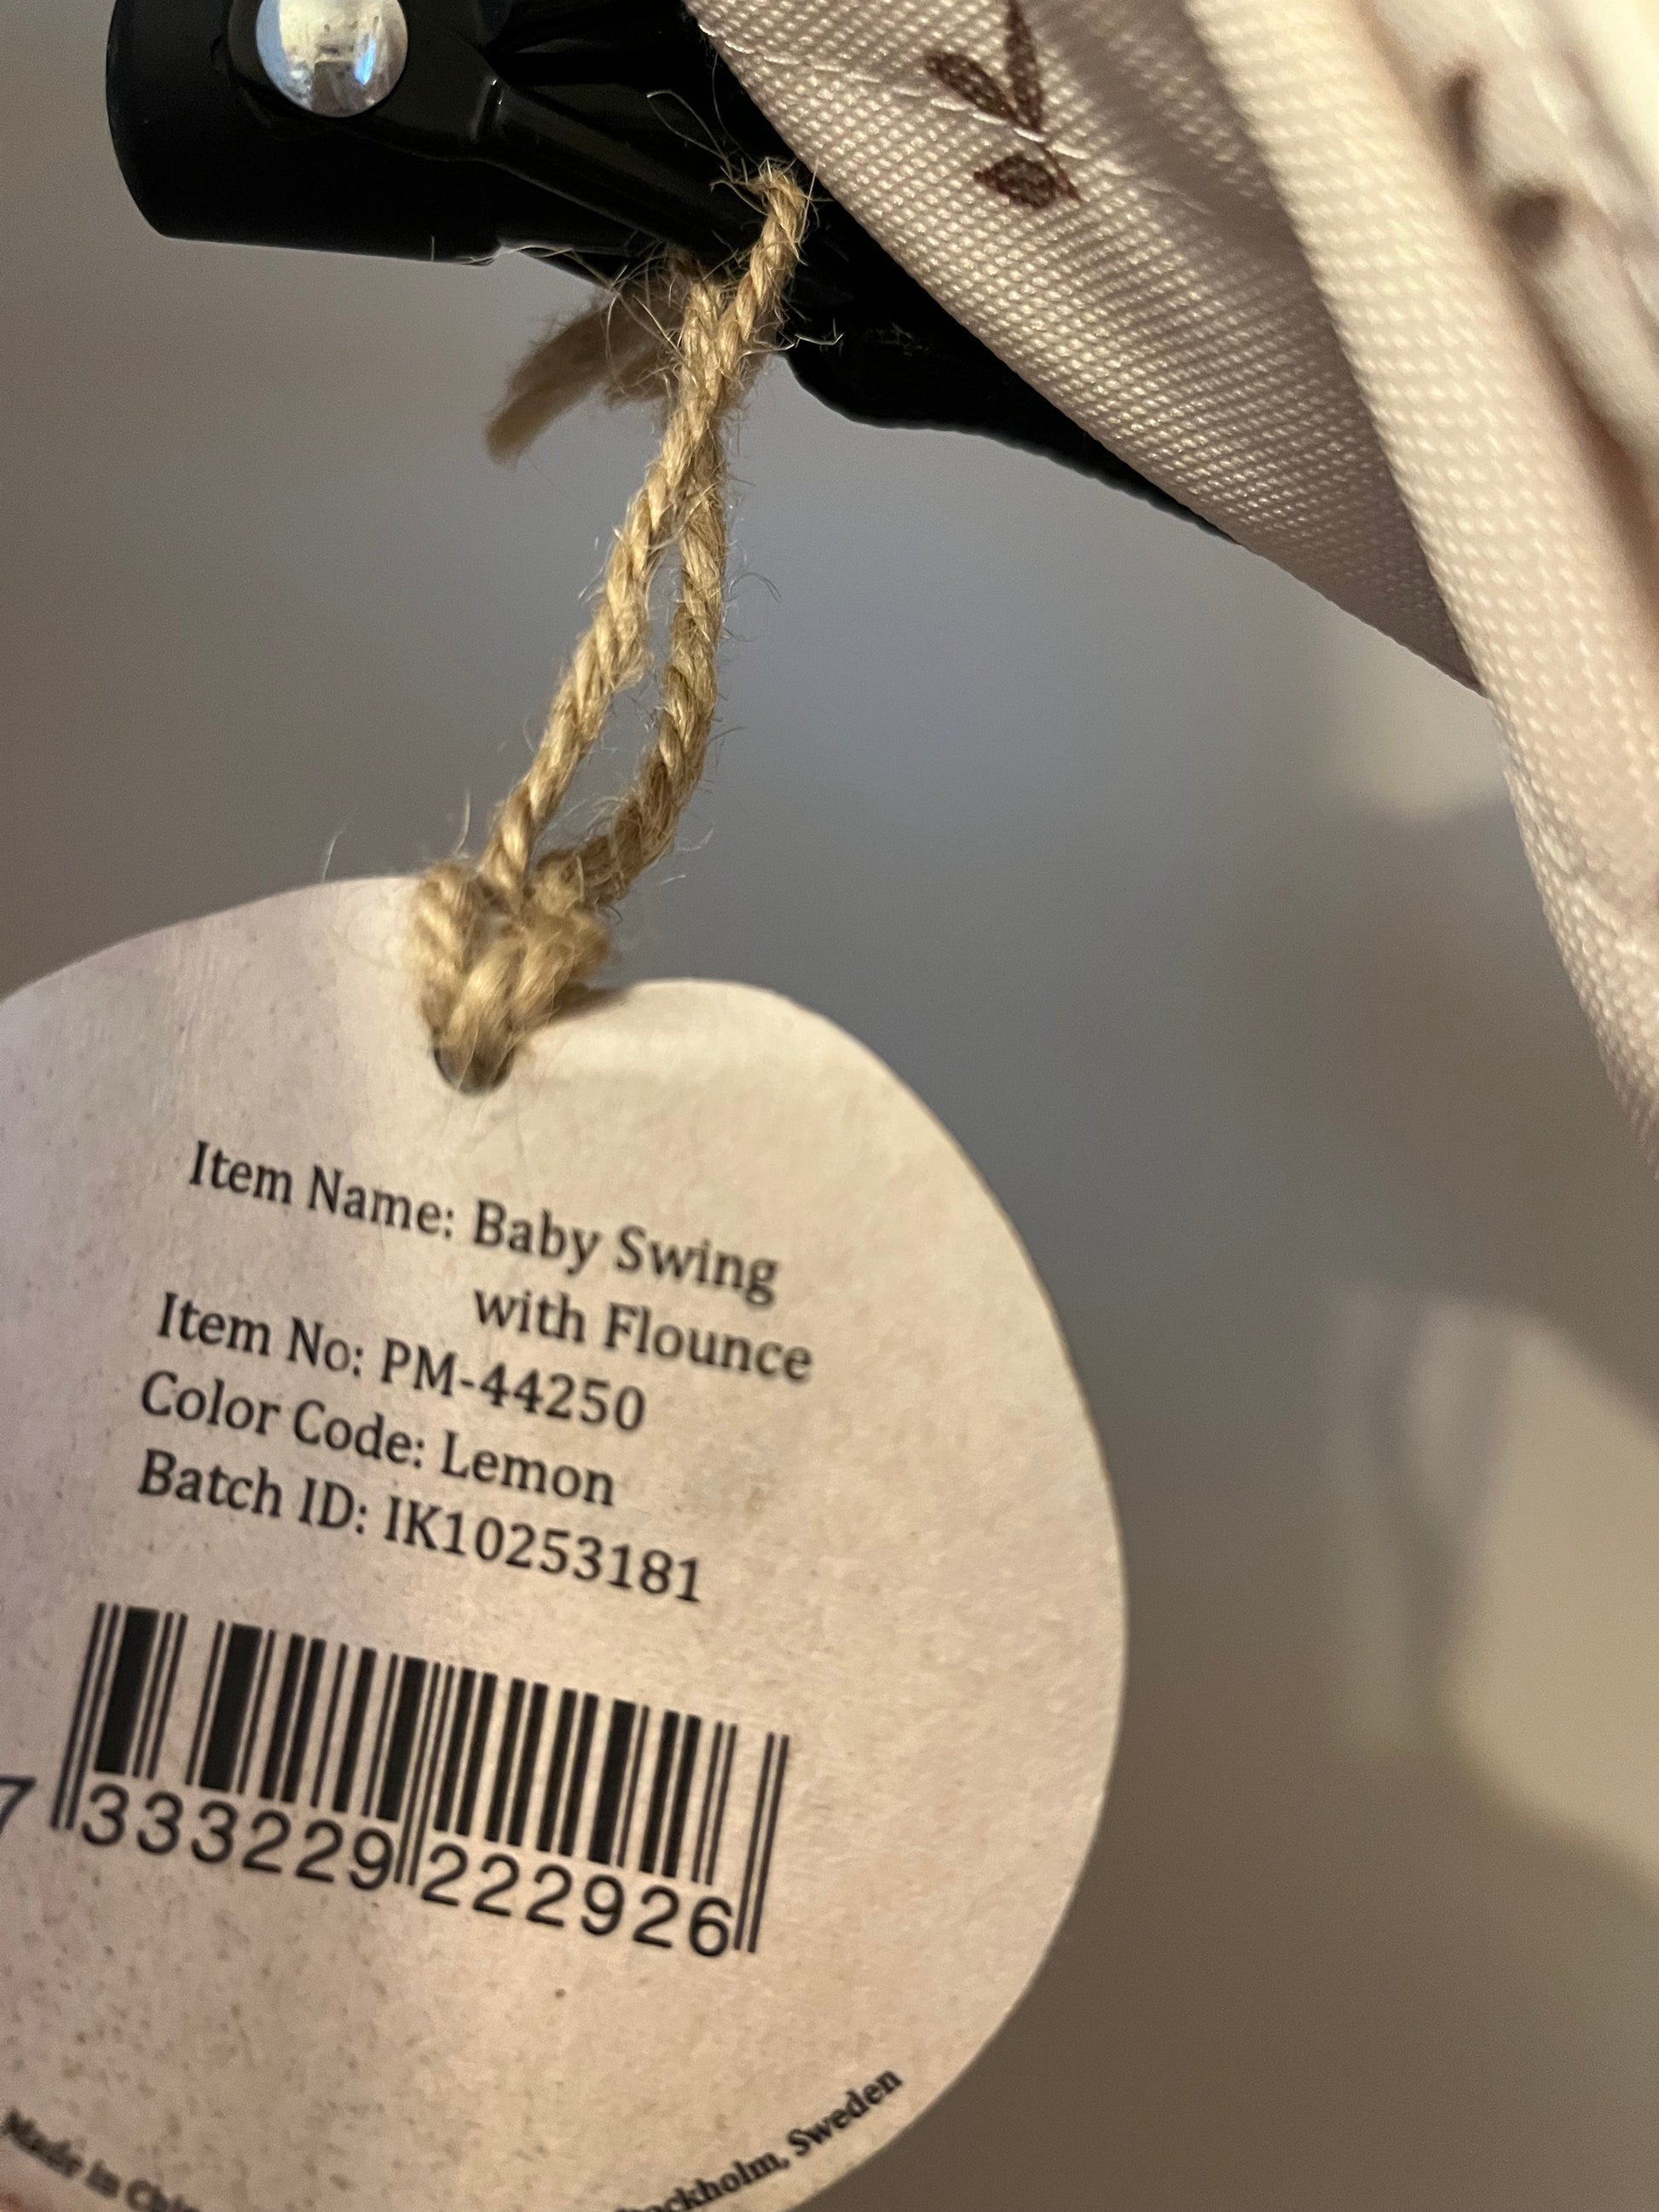 Item Name: Baby Swing
with Flounce
Item No: PM-44250
Color Code: Lemon
Batch ID: IK10253181
7 333229 222926
Made in
Sweden